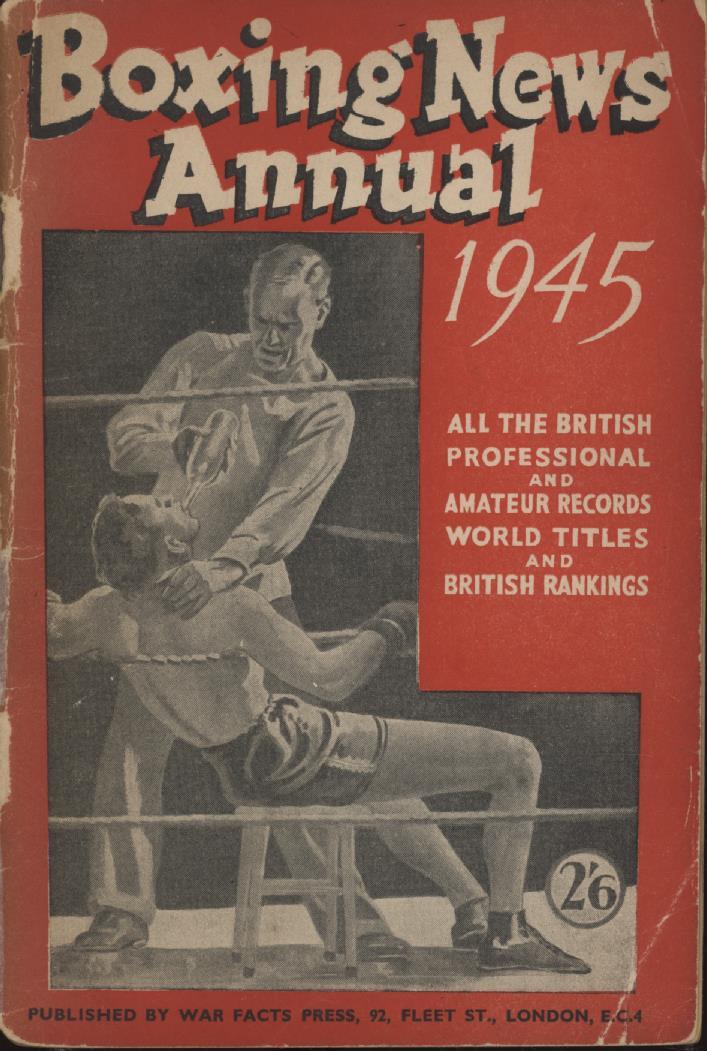 Boxing News
Annual
1945
ALL THE BRITISH
PROFESSIONAL
AND
AMATEUR RECORDS
WORLD TITLES
AND
BRITISH RANKINGS
2'6
PUBLISHED BY WAR FACTS PRESS, 92, FLEET ST., LONDON, E.C.4